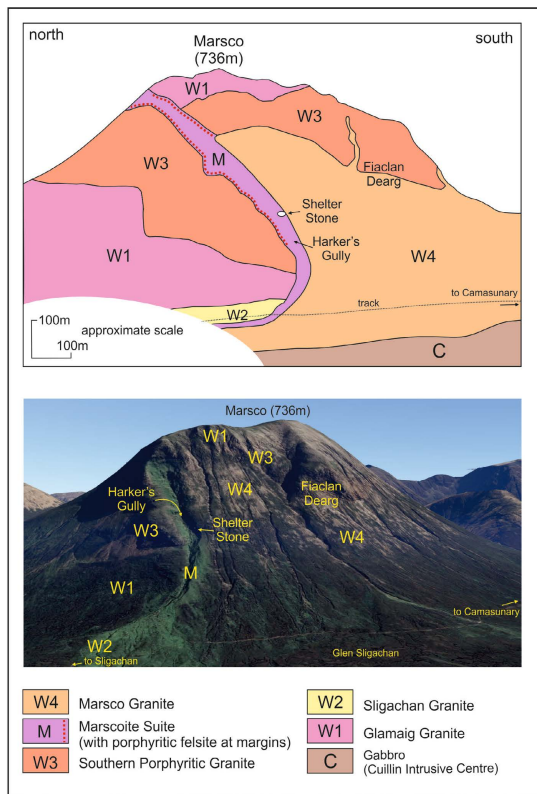 north
south
Marsco
(736m)
W1
W3
W3
M
Fiaclan
Dearg
Shelter
Stone
Harker's
Gully
W1
W4
to Camasunary
track
W2
100m
approximate scale
100m
C
Marsco (736m)
W1
W3
Harker's
Gully
W4
Fiaclan
Dearg
Shelter
Stone
W3
W4
M
W1
to Camasunary
W2
to Sligachan
Glen Sligachan
W4
Marsco Granite
M
Marscoite Suite
(with porphyritic felsite at margins)
W3
Southern Porphyritic Granite
W2
Sligachan Granite
W1
Glamaig Granite
C
Gabbro
(Cuillin Intrusive Centre)